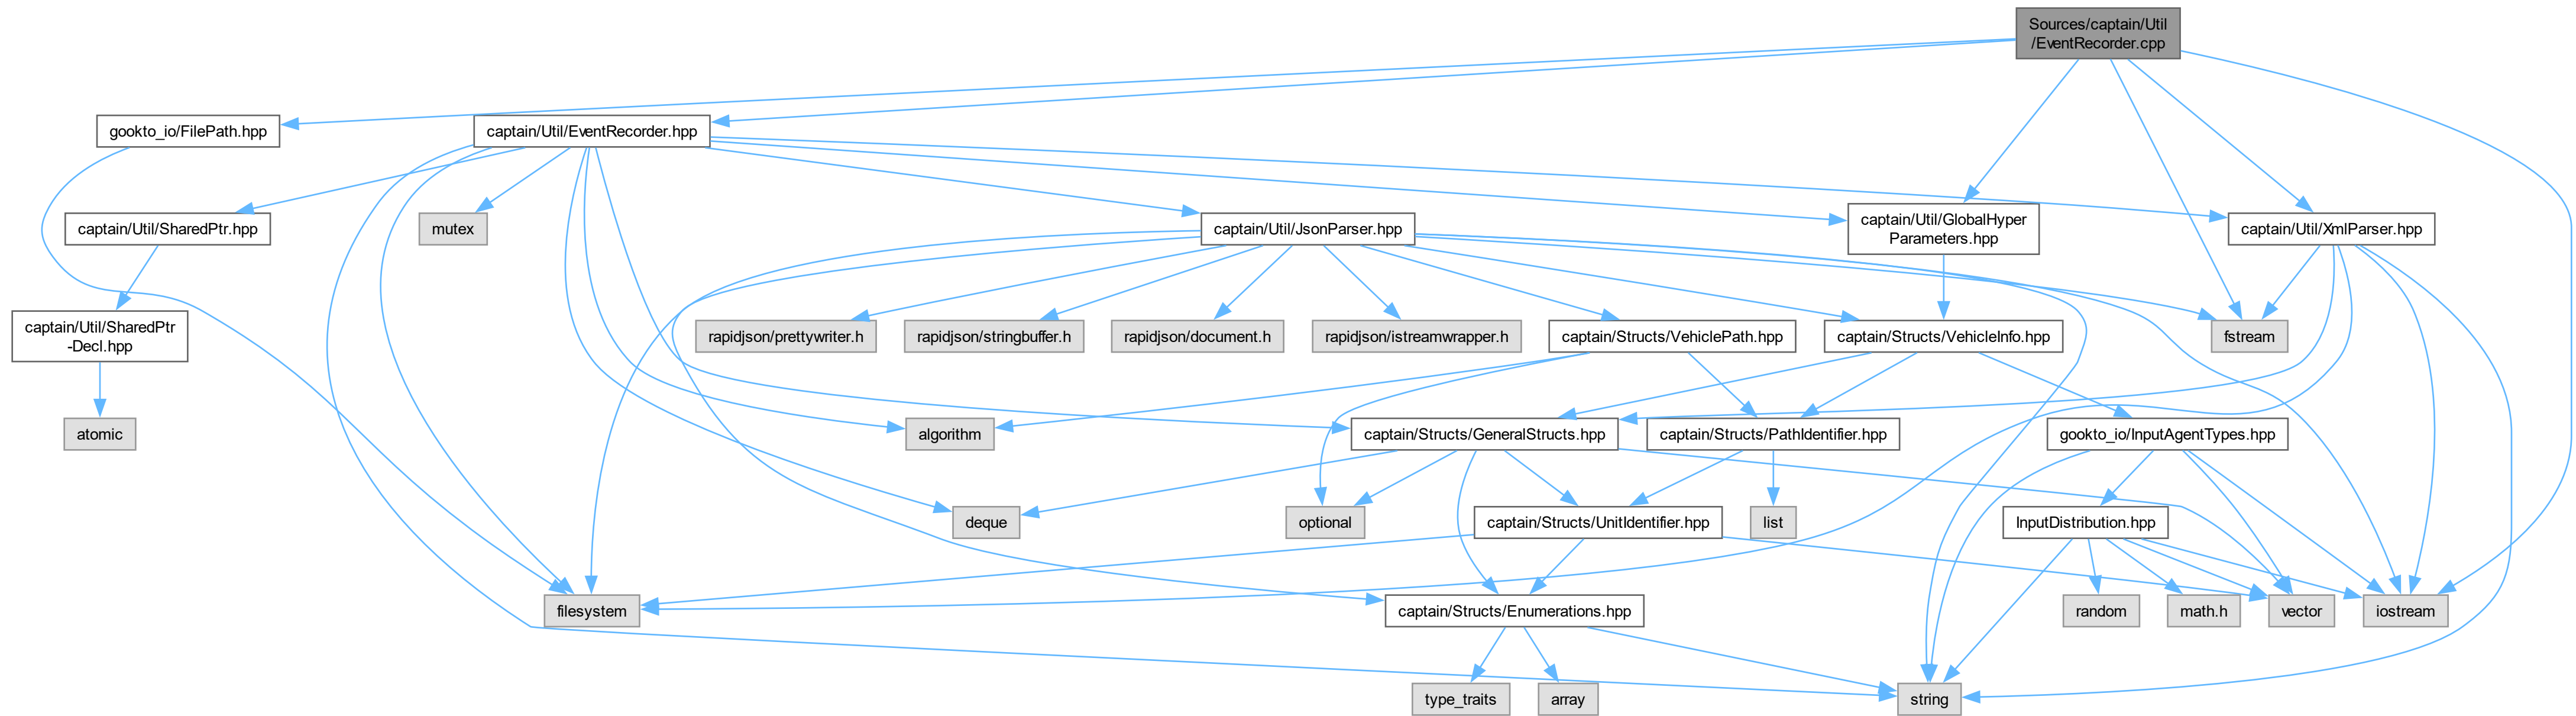 Sources/captain/Util
/EventRecorder.cpp
gookto_io/FilePath.hpp
captain/Util/EventRecorder.hpp
captain/Util/SharedPtr.hpp
mutex
captain/Util/JsonParser.hpp
captain/Util/GlobalHyper
Parameters.hpp
captain/Util/XmlParser.hpp
captain/Util/SharedPtr
-Decl.hpp
rapidjson/prettywriter.h
rapidjson/stringbuffer.h
rapidjson/document.h
rapidjson/istreamwrapper.h
captain/Structs/VehiclePath.hpp
captain/Structs/VehicleInfo.hpp
fstream
atomic
algorithm
captain/Structs/GeneralStructs.hpp
captain/Structs/PathIdentifier.hpp
gookto_io/InputAgentTypes.hpp
deque
optional
captain/Structs/UnitIdentifier.hpp
list
InputDistribution.hpp
filesystem
captain/Structs/Enumerations.hpp
random
math.h
vector
iostream
type_traits
array
string